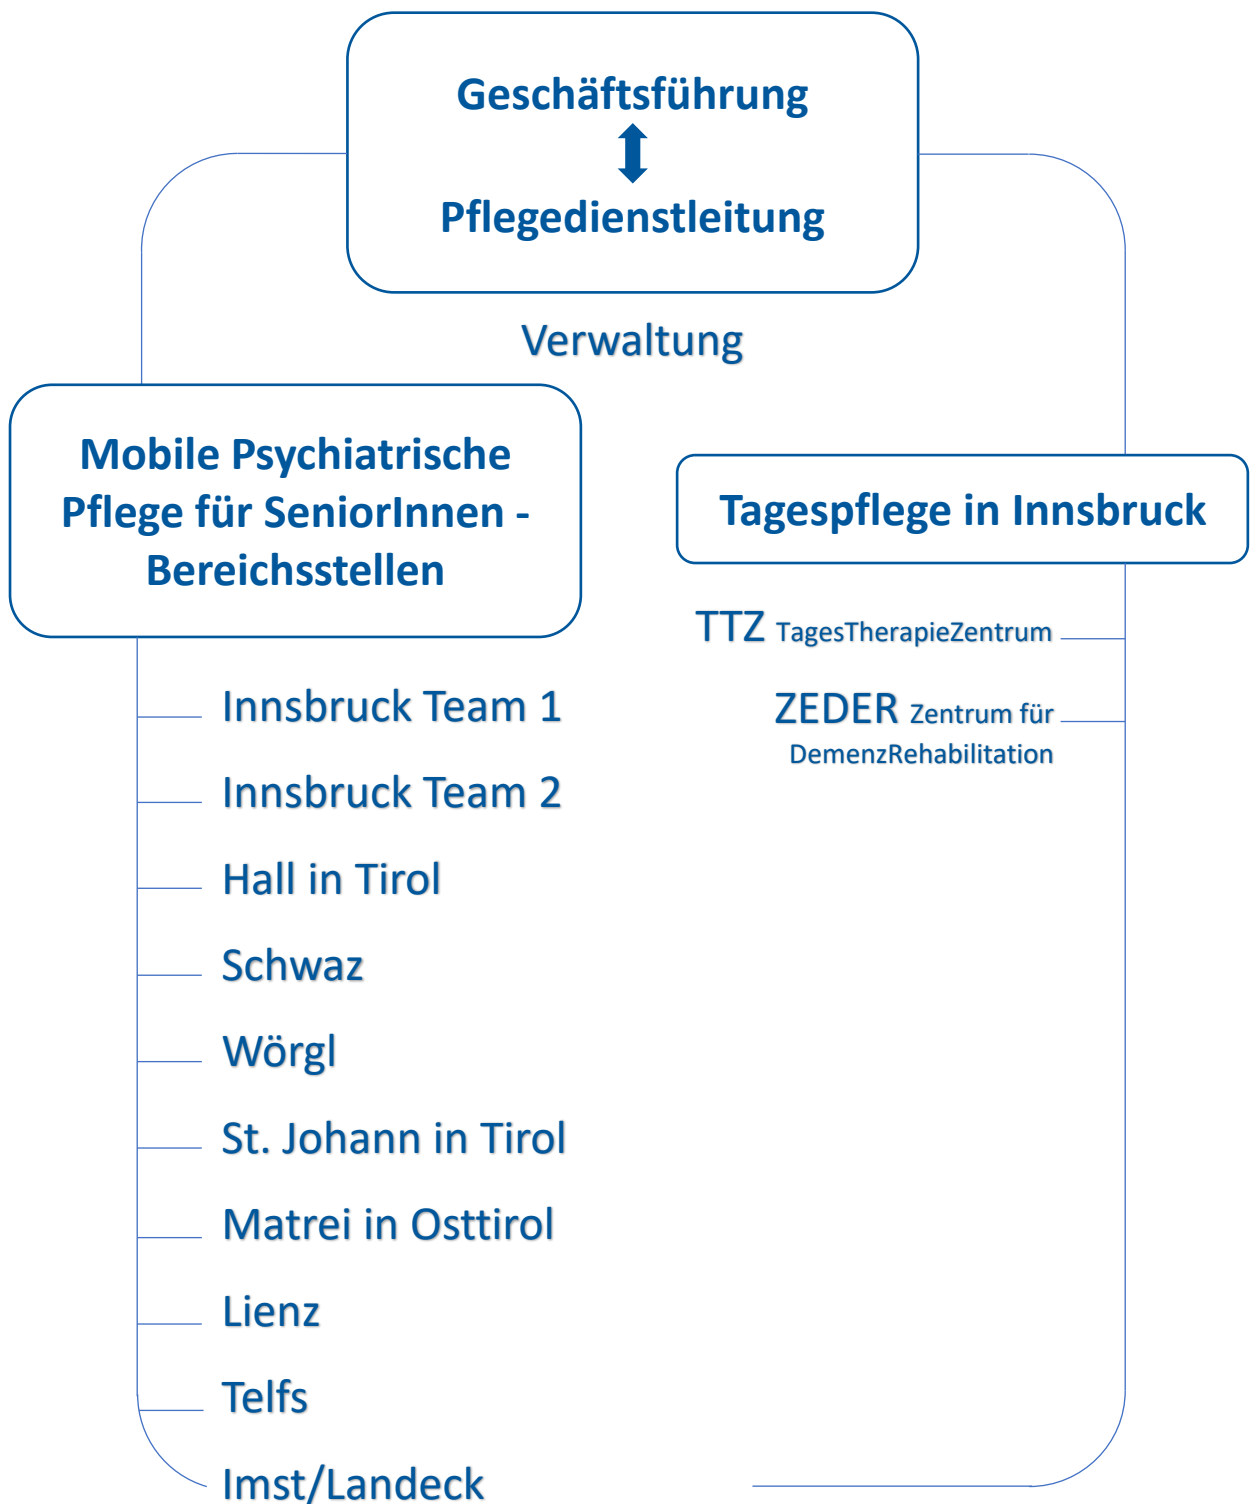 Geschäftsführung
Pflegedienstleitung
Verwaltung
Mobile Psychiatrische
Pflege für SeniorInnen -
Bereichsstellen
Innsbruck Team 1
Innsbruck Team 2
Hall in Tirol
Schwaz
Wörgl
St. Johann in Tirol
Matrei in Osttirol
Lienz
Telfs
Imst/Landeck
Tagespflege in Innsbruck
TTZ TagesTherapieZentrum
ZEDER Zentrum für
DemenzRehabilitation